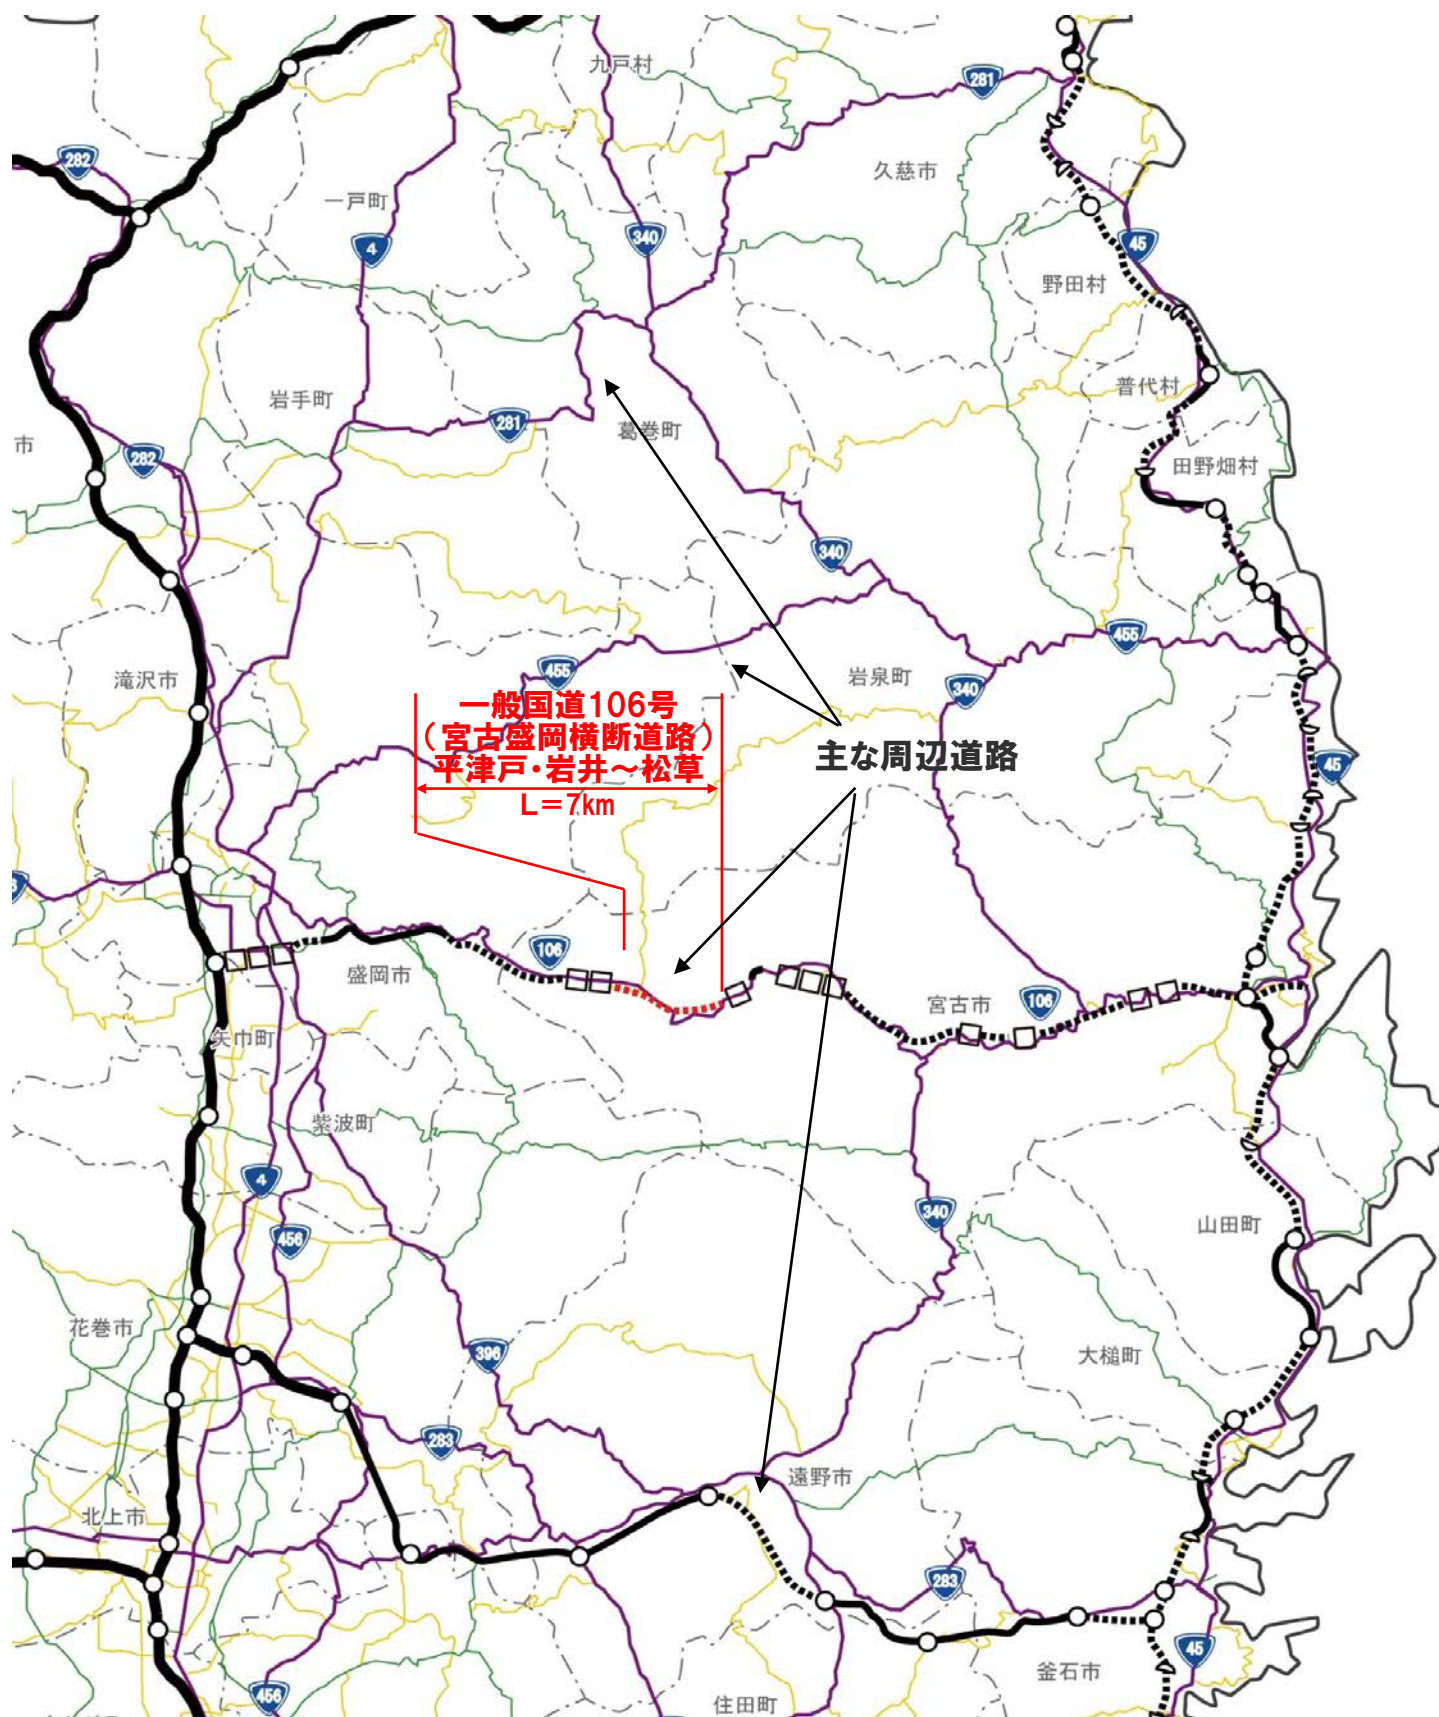 九戸村
281
282
久慈市
一戸町
4
340
45
野田村
普代村
岩手町
281
葛巻町
市
282
田野畑村
340
455
455
滝沢市
岩泉町
340
一般国道106号
（宮古盛岡横断道路）
平津戸・岩井～松草
L＝7km
主な周辺道路
45
106
盛岡市
宮古市
106
矢巾町
紫波町
4
340
456
山田町
花巻市
396
大槌町
283
遠野市
北上市
283
45
釜石市
456
住田町